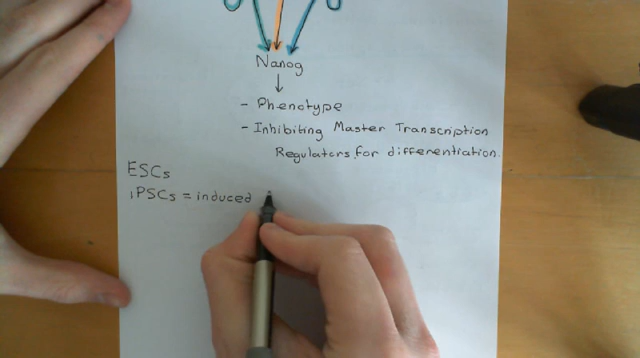 Nanog
- Phenotype
- Inhibiting Master Transcription
Regulators for differentiation.
ESCs
iPSCs = induced